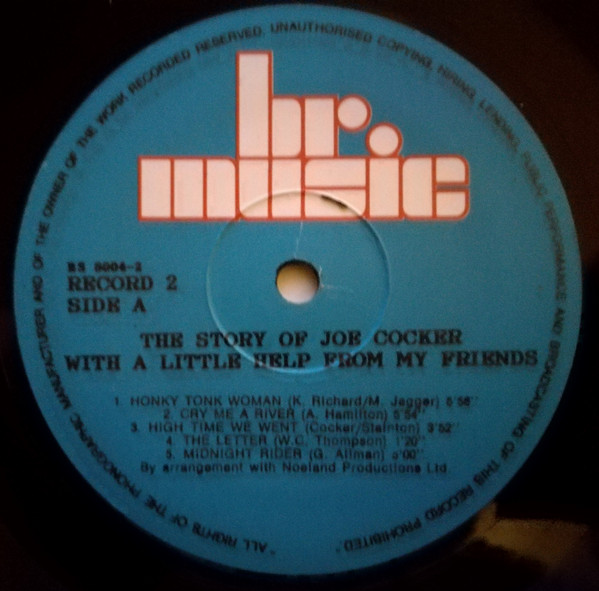 br.
music
BS 8004-2
RECORD 2
SIDE A
THE STORY OF JOE COCKER
WITH A LITTLE HELP FROM MY FRIENDS
1. HONKY TONK WOMAN (K. Richard/M. Jagger) 5'56"
2. CRY ME A RIVER (A. Hamilton) 5'54"
3. HIGH TIME WE WENT (Cocker/Stainton) 3'52"
4. THE LETTER (W.C. Thompson) 1'20"
5. MIDNIGHT RIDER (G. Allman) 5'00"
By arrangement with Noeland Productions Ltd
"ALL RIGHTS OF THE PHONOGRAPHIC MANUFACTURER AND OF THE OWNER OF THE WORK RECORDED RESERVED. UNAUTHORISED COPYING, HIRING, LENDING, PUBLIC PERFORMANCE AND BROADCASTING OF THIS RECORD PROHIBITED."